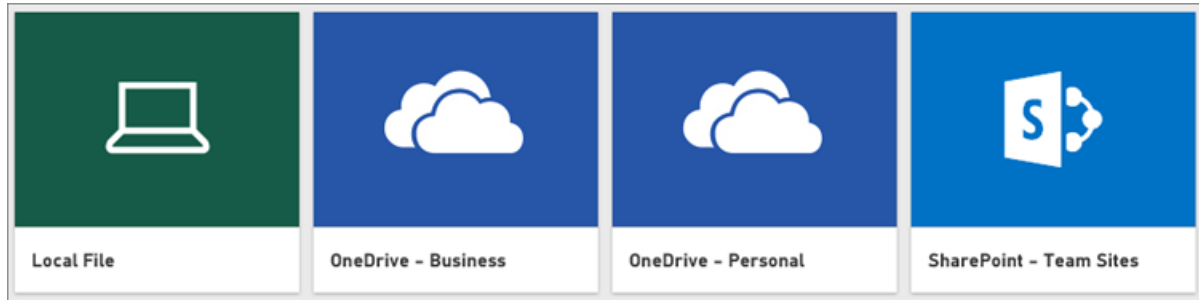 Local File
OneDrive – Business
OneDrive – Personal
S
SharePoint – Team Sites